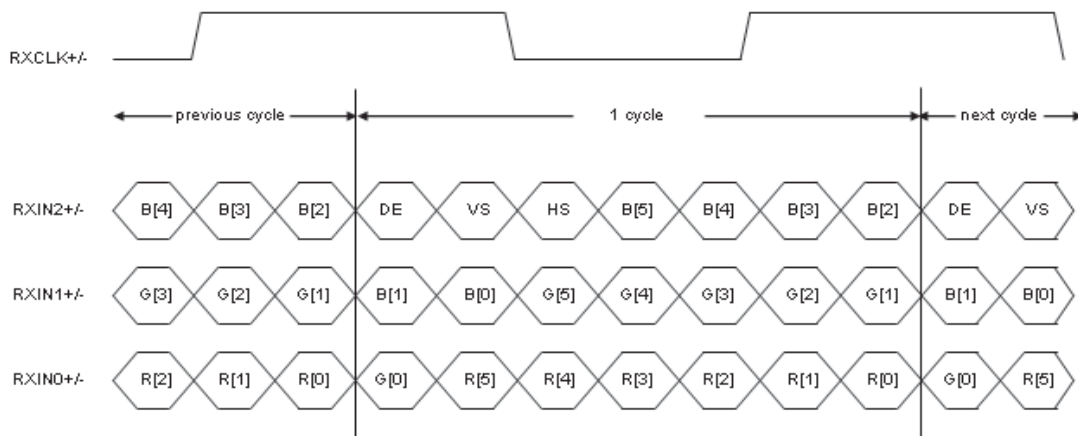 RXCLK+/-
previous cycle 1 cycle next cycle
RXIN2+/- B[4] B[3] B[2] DE VS HS B[5] B[4] B[3] B[2] DE VS
RXIN1+/- G[3] G[2] G[1] B[1] B[0] G[5] G[4] G[3] G[2] G[1] B[1] B[0]
RXIN0+/- R[2] R[1] R[0] G[0] R[5] R[4] R[3] R[2] R[1] R[0] G[0] R[5]